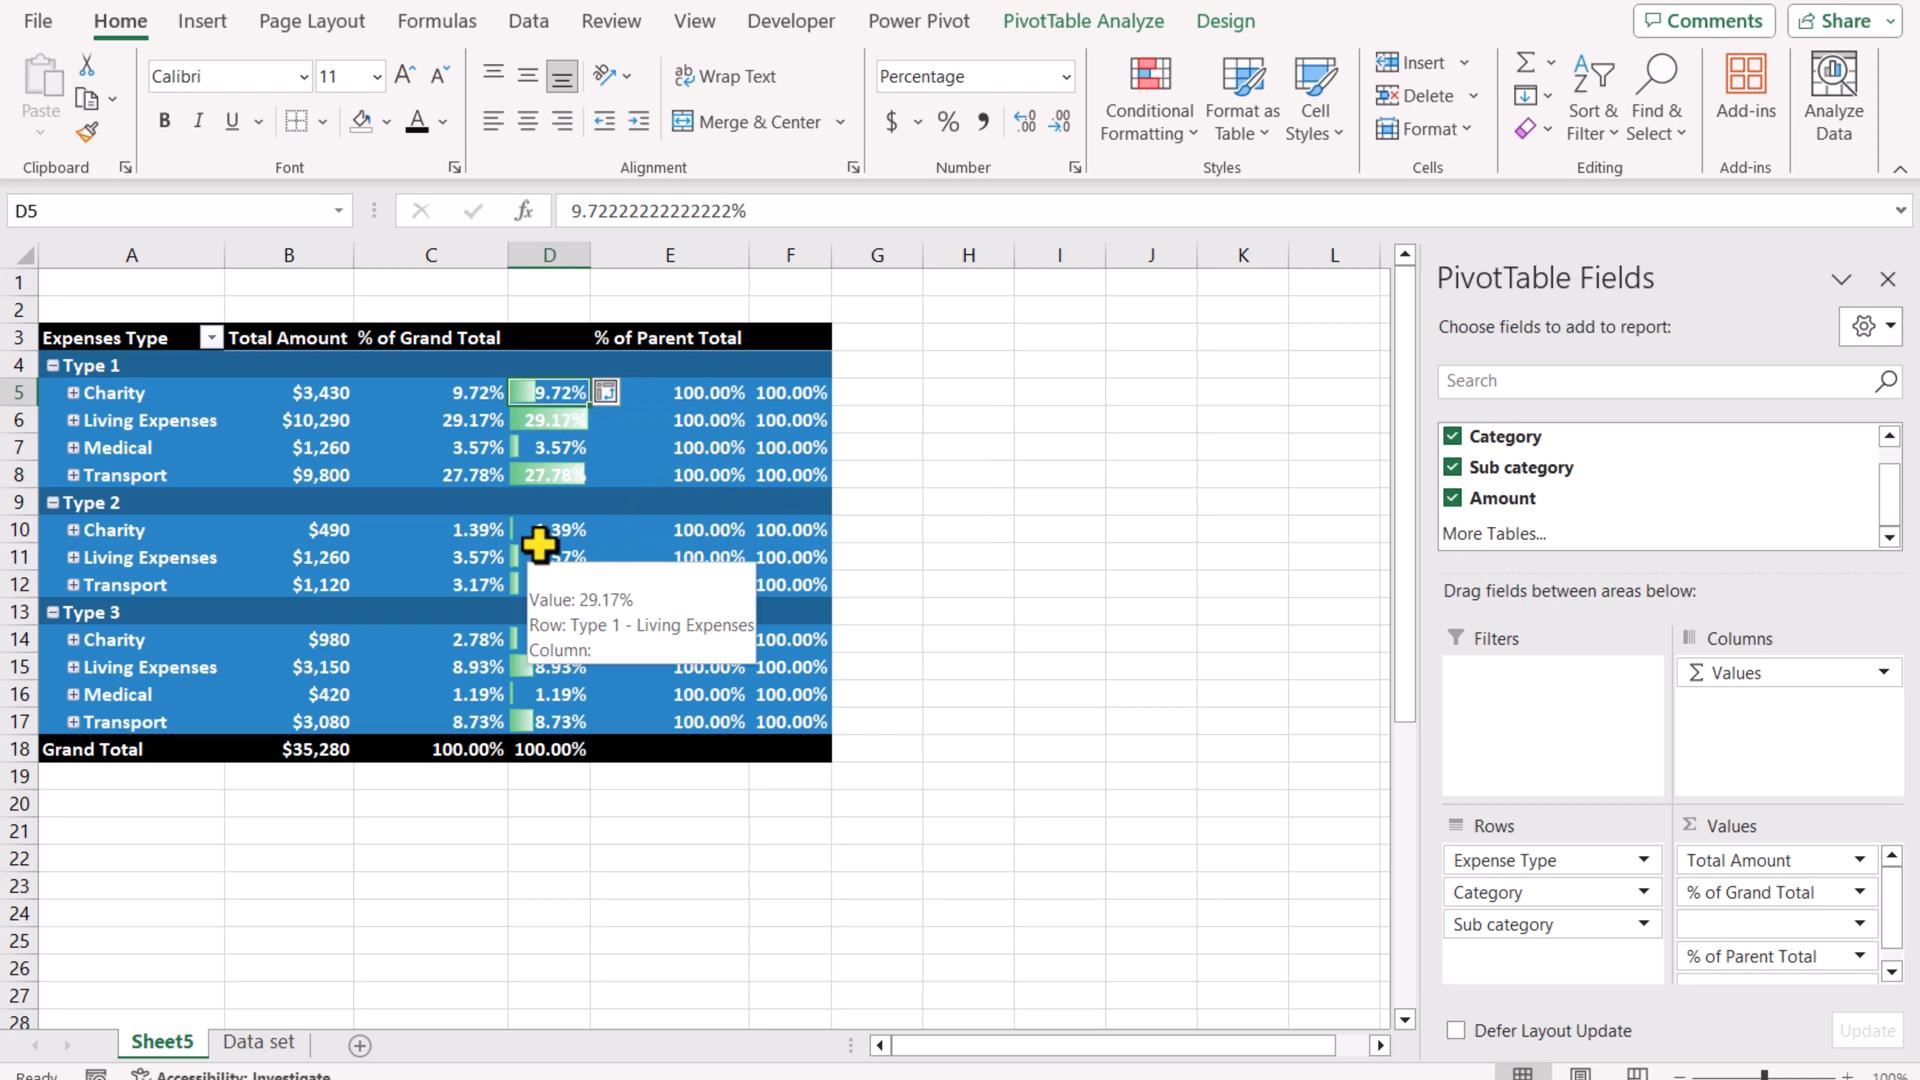 File Home Insert Page Layout Formulas Data Review View Developer Power Pivot PivotTable Analyze Design Comments Share
Calibri 11 Wrap Text Percentage Insert
Paste Conditional Formatting Format as Table Cell Styles Delete Sort & Filter Find & Select Add-ins Analyze Data
B I U Merge & Center $ % Format
Clipboard Font Alignment Number Styles Cells Editing Add-ins
D5 fx 9.72222222222222%
A B C D E F G H I J K L
1
2
3 Expenses Type Total Amount % of Grand Total % of Parent Total
4 Type 1
5 Charity $3,430 9.72% 9.72% 100.00% 100.00%
6 Living Expenses $10,290 29.17% 29.17% 100.00% 100.00%
7 Medical $1,260 3.57% 3.57% 100.00% 100.00%
8 Transport $9,800 27.78% 27.78% 100.00% 100.00%
9 Type 2
10 Charity $490 1.39% 100.00% 100.00%
11 Living Expenses $1,260 3.57% 100.00% 100.00%
12 Transport $1,120 3.17% 100.00%
13 Type 3
14 Charity $980 2.78% 100.00%
15 Living Expenses $3,150 8.93% 8.93% 100.00% 100.00%
16 Medical $420 1.19% 1.19% 100.00% 100.00%
17 Transport $3,080 8.73% 8.73% 100.00% 100.00%
18 Grand Total $35,280 100.00% 100.00%
19
20
21
22
23
24
25
26
27
28
Value: 29.17%
Row: Type 1 - Living Expenses
Column:
Sheet5 Data set
Ready Accessibility: Investigate 100%
PivotTable Fields
Choose fields to add to report:
Search
Category
Sub category
Amount
More Tables...
Drag fields between areas below:
Filters Columns
Σ Values
Rows Σ Values
Expense Type Total Amount
Category % of Grand Total
Sub category
% of Parent Total
Defer Layout Update Update